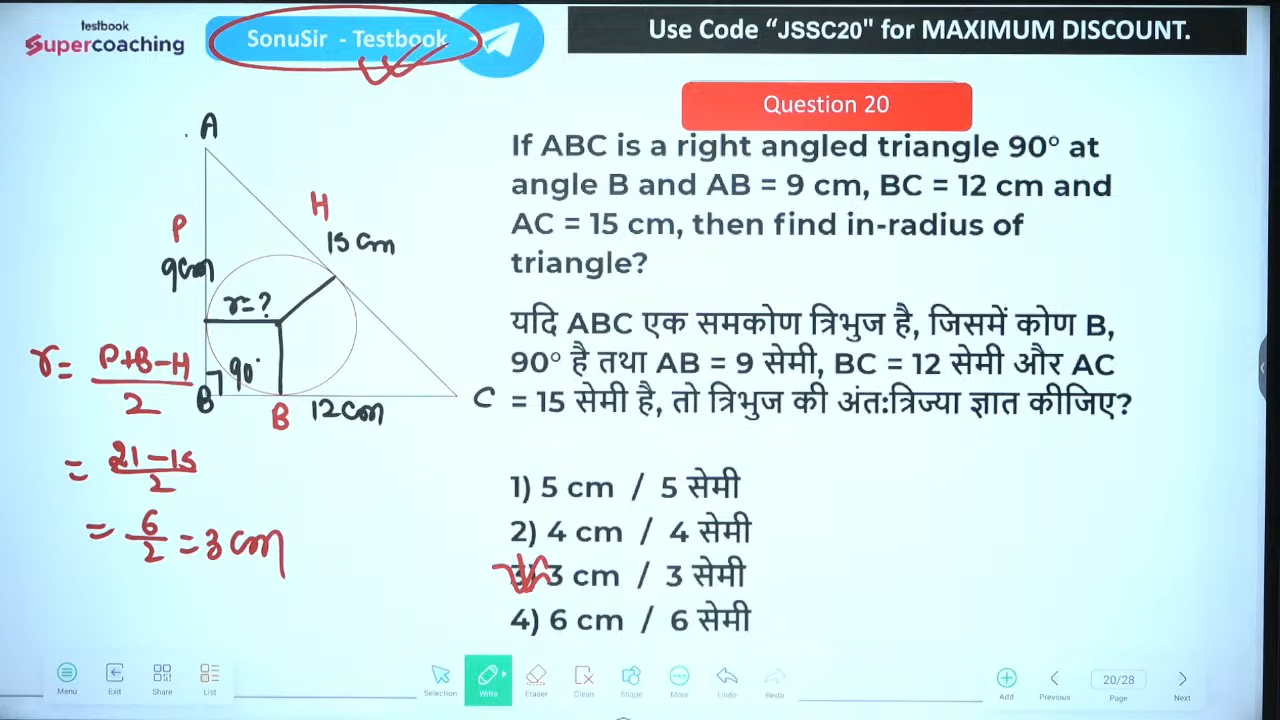 testbook
Supercoaching
SonuSir - Testbook
Use Code “JSSC20" for MAXIMUM DISCOUNT.
Question 20
If ABC is a right angled triangle 90° at
angle B and AB = 9 cm, BC = 12 cm and
AC = 15 cm, then find in-radius of
triangle?
यदि ABC एक समकोण त्रिभुज है, जिसमें कोण B,
90° है तथा AB = 9 सेमी, BC = 12 सेमी और AC
= 15 सेमी है, तो त्रिभुज की अंत:त्रिज्या ज्ञात कीजिए?
1) 5 cm / 5 सेमी
2) 4 cm / 4 सेमी
3) 3 cm / 3 सेमी
4) 6 cm / 6 सेमी
A
P
H
15 cm
9cm
r=?
90°
B
B
12cm
C
r= P+B-H
2
= 21-15
2
= 6/2 = 3 cm
Menu
Exit
Share
List
Selection
Write
Eraser
Clean
Shape
More
Undo
Redo
Add
Previous
20/28
Page
Next